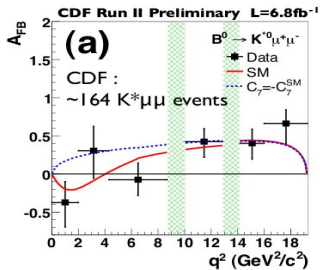 CDF Run II Preliminary L=6.8fb⁻¹
A_FB
(a)
B⁰ → K*⁰μ⁺μ⁻
Data
SM
C₇=-C₇^SM
CDF :
~164 K*μμ events
1
0.5
0
-0.5
0 2 4 6 8 10 12 14 16 18
q² (GeV²/c²)